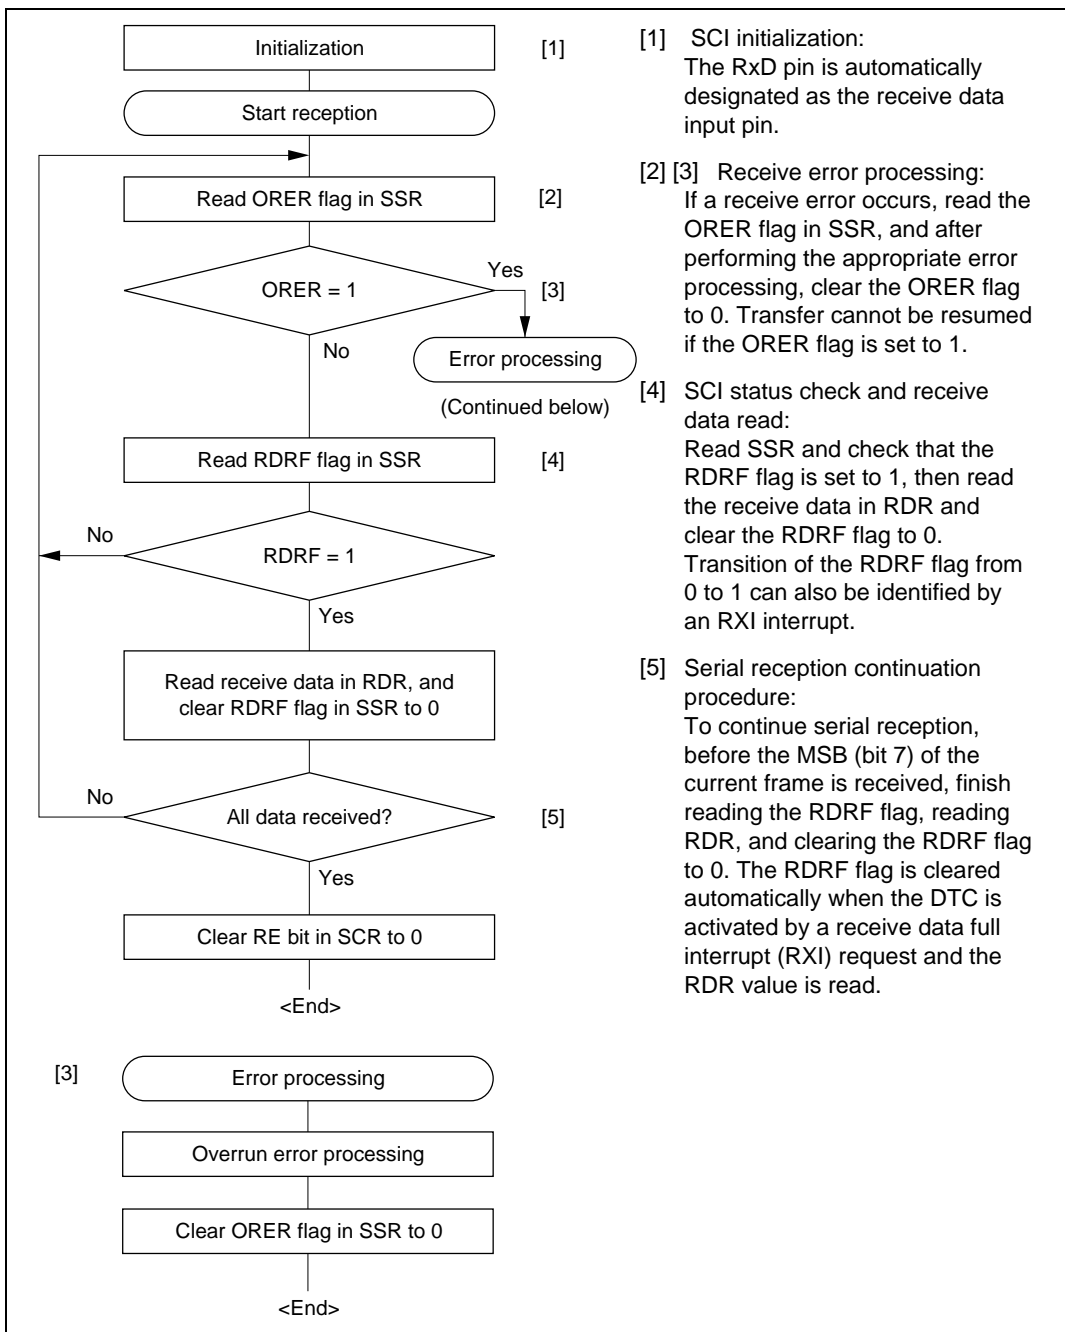 Initialization
[1]
Start reception
Read ORER flag in SSR
[2]
ORER = 1
Yes
[3]
No
Error processing
(Continued below)
Read RDRF flag in SSR
[4]
No
RDRF = 1
Yes
Read receive data in RDR, and
clear RDRF flag in SSR to 0
No
All data received?
[5]
Yes
Clear RE bit in SCR to 0
<End>
[3]
Error processing
Overrun error processing
Clear ORER flag in SSR to 0
<End>
[1] SCI initialization:
The RxD pin is automatically
designated as the receive data
input pin.
[2] [3] Receive error processing:
If a receive error occurs, read the
ORER flag in SSR, and after
performing the appropriate error
processing, clear the ORER flag
to 0. Transfer cannot be resumed
if the ORER flag is set to 1.
[4] SCI status check and receive
data read:
Read SSR and check that the
RDRF flag is set to 1, then read
the receive data in RDR and
clear the RDRF flag to 0.
Transition of the RDRF flag from
0 to 1 can also be identified by
an RXI interrupt.
[5] Serial reception continuation
procedure:
To continue serial reception,
before the MSB (bit 7) of the
current frame is received, finish
reading the RDRF flag, reading
RDR, and clearing the RDRF flag
to 0. The RDRF flag is cleared
automatically when the DTC is
activated by a receive data full
interrupt (RXI) request and the
RDR value is read.